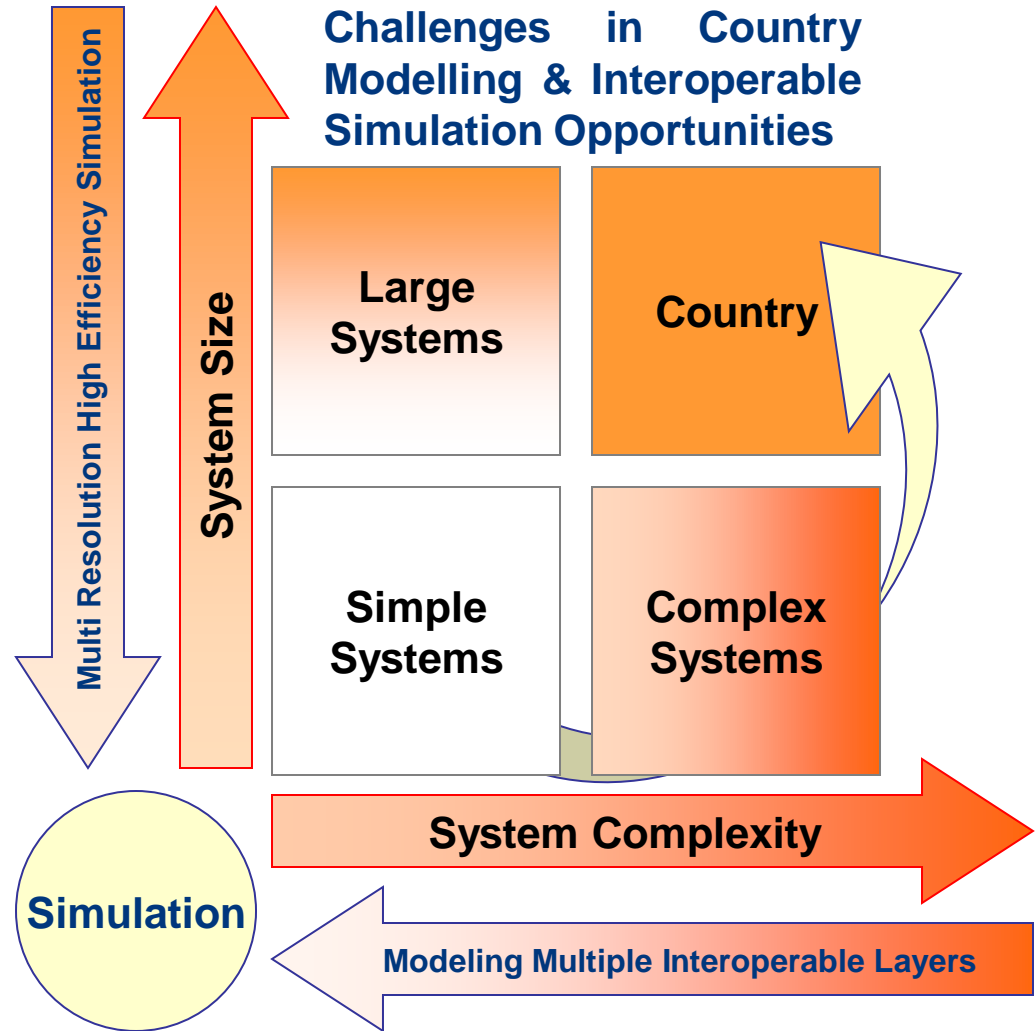 Challenges in Country
Modelling & Interoperable
Simulation Opportunities
Multi Resolution High Efficiency Simulation
System Size
Large
Systems
Country
Simple
Systems
Complex
Systems
System Complexity
Simulation
Modeling Multiple Interoperable Layers